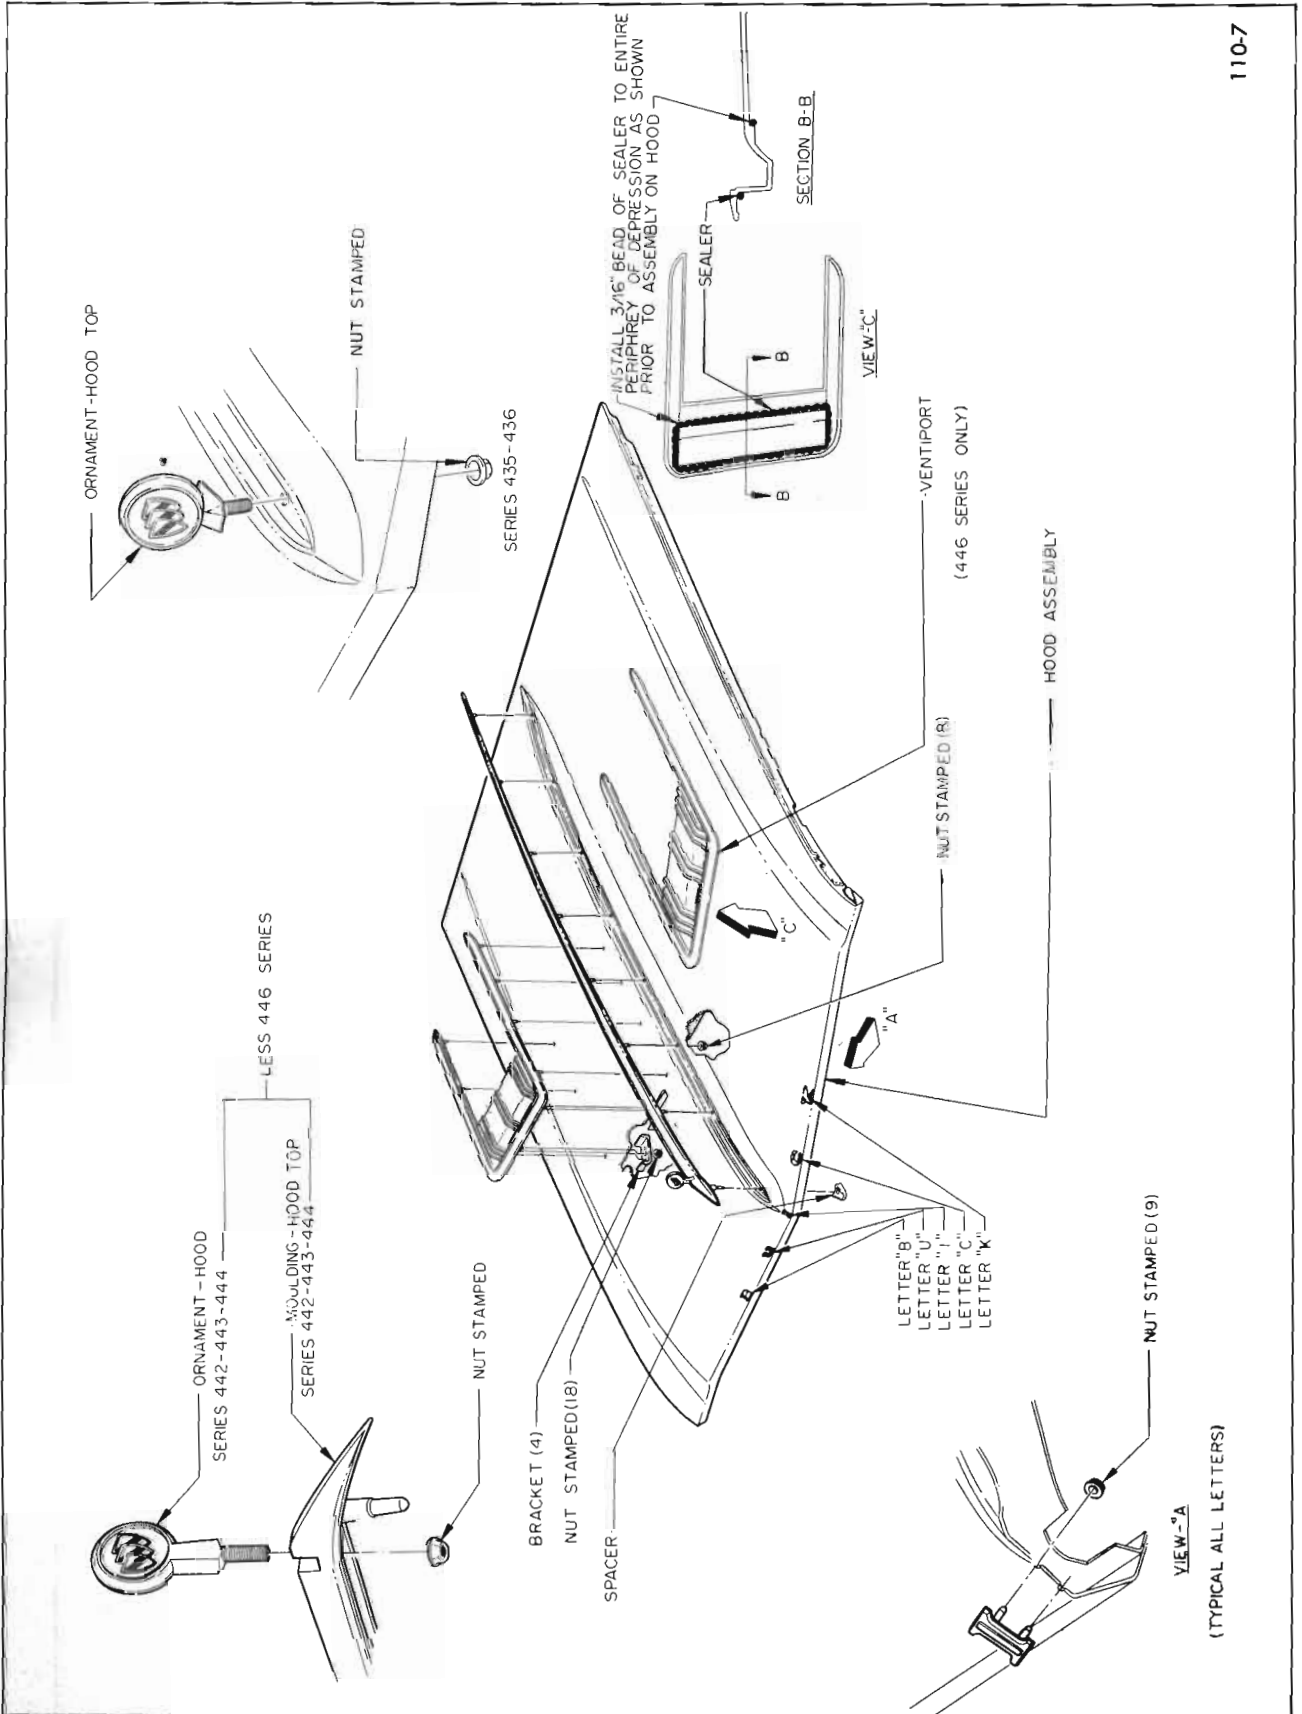 ORNAMENT-HOOD
SERIES 442-443-444
LESS 446 SERIES
MOULDING-HOOD TOP
SERIES 442-443-444
NUT STAMPED
ORNAMENT-HOOD TOP
NUT STAMPED
SERIES 435-436
INSTALL 3/16" BEAD OF SEALER TO ENTIRE
PERIPHREY OF DEPRESSION AS SHOWN
PRIOR TO ASSEMBLY ON HOOD
SEALER
SECTION B-B
B
B
VIEW-"C"
BRACKET (4)
NUT STAMPED (18)
SPACER
"C"
VENTIPORT
(446 SERIES ONLY)
NUT STAMPED (8)
"A"
HOOD ASSEMBLY
LETTER "B"
LETTER "U"
LETTER "I"
LETTER "C"
LETTER "K"
NUT STAMPED (9)
VIEW-"A
(TYPICAL ALL LETTERS)
110-7